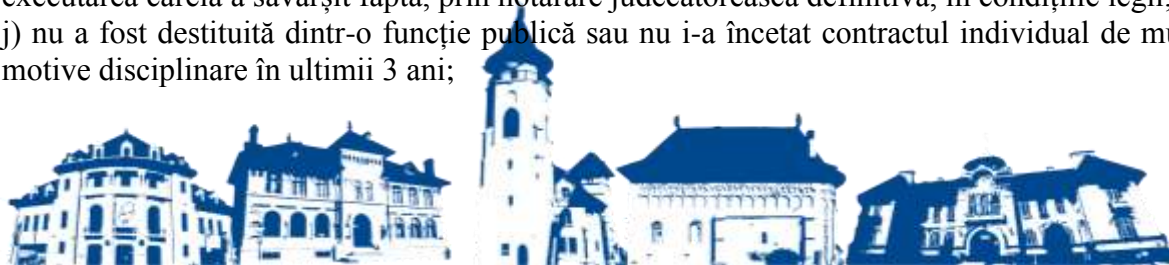 executarea căreia a săvârșit fapta, prin hotărâre judecătorească definitivă, în condițiile legii;
j) nu a fost destituită dintr-o funcție publică sau nu i-a încetat contractul individual de
motive disciplinare în ultimii 3 ani;